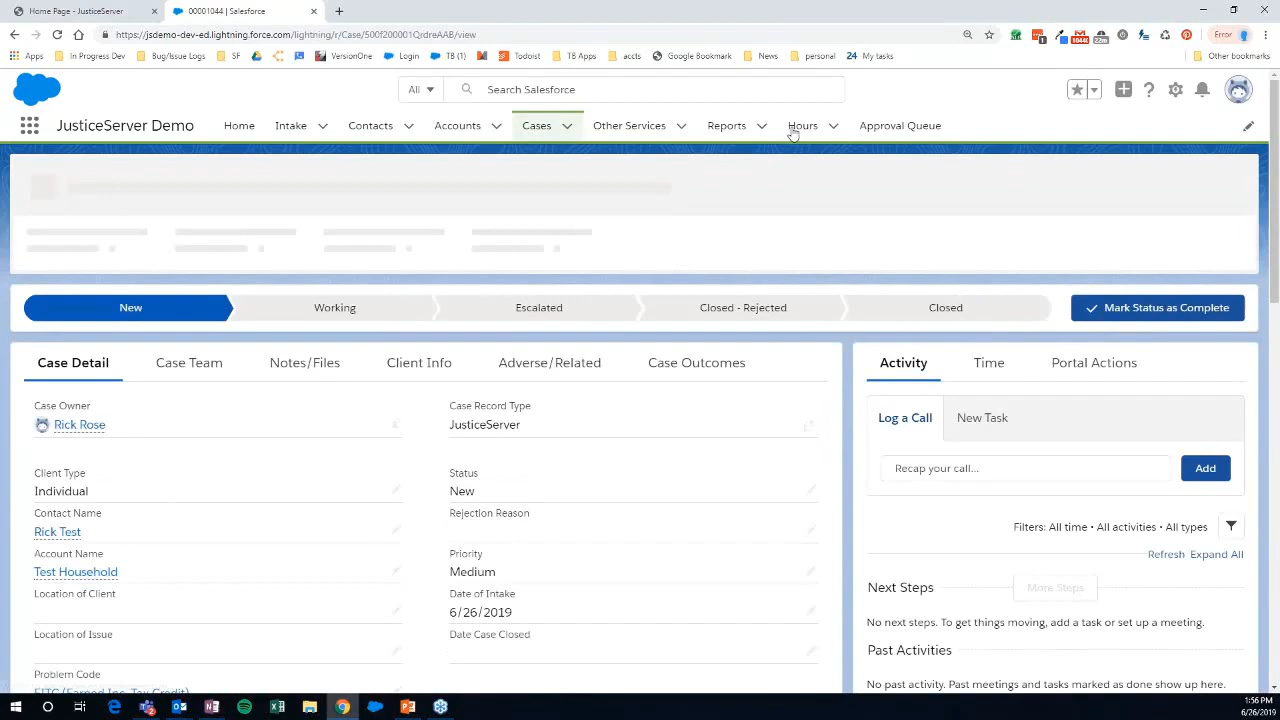 Home Page - JusticeServer
00001044 | Salesforce
https://jsdemo-dev-ed.lightning.force.com/lightning/r/Case/500f200001QrdreAAB/view
Error
Apps
In Progress Dev
Bug/Issue Logs
SF
VersionOne
Login
TB (1)
Todoist
TB Apps
accts
Google Bookmark
News
personal
24 My tasks
Other bookmarks
All
Search Salesforce
JusticeServer Demo
Home
Intake
Contacts
Accounts
Cases
Other Services
Reports
Hours
Approval Queue
New
Working
Escalated
Closed - Rejected
Closed
Mark Status as Complete
Case Detail
Case Team
Notes/Files
Client Info
Adverse/Related
Case Outcomes
Case Owner
Rick Rose
Case Record Type
JusticeServer
Client Type
Individual
Status
New
Contact Name
Rick Test
Rejection Reason
Account Name
Test Household
Priority
Medium
Location of Client
Date of Intake
6/26/2019
Location of Issue
Date Case Closed
Problem Code
EITC (Earned Inc. Tax Credit)
Activity
Time
Portal Actions
Log a Call
New Task
Recap your call...
Add
Filters: All time • All activities • All types
Refresh Expand All
Next Steps
More Steps
No next steps. To get things moving, add a task or set up a meeting.
Past Activities
No past activity. Past meetings and tasks marked as done show up here.
1:56 PM
6/26/2019